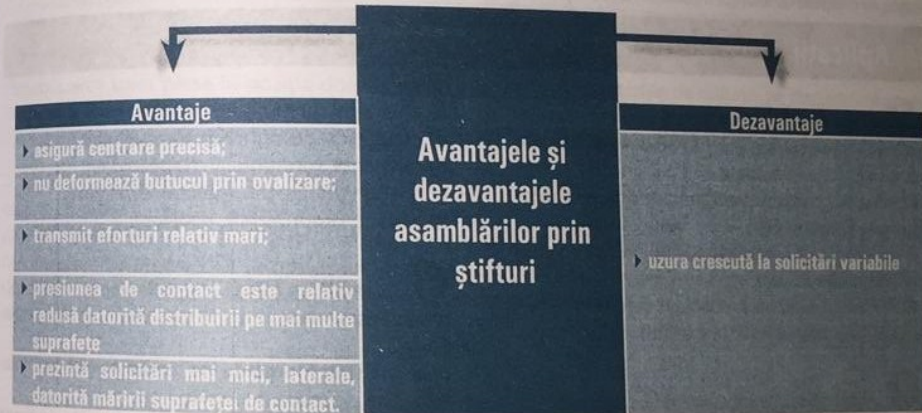 Avantaje
asigură centrare precisă;
nu deformează butucul prin ovalizare;
transmit eforturi relativ mari;
presiunea de contact este relativ
redusă datorită distribuirii pe mai multe
suprafețe
prezintă solicitări mai mici, laterale,
datorită măririi suprafeței de contact.
Avantajele și
dezavantajele
asamblărilor prin
știfturi
Dezavantaje
uzura crescută la solicitări variabile